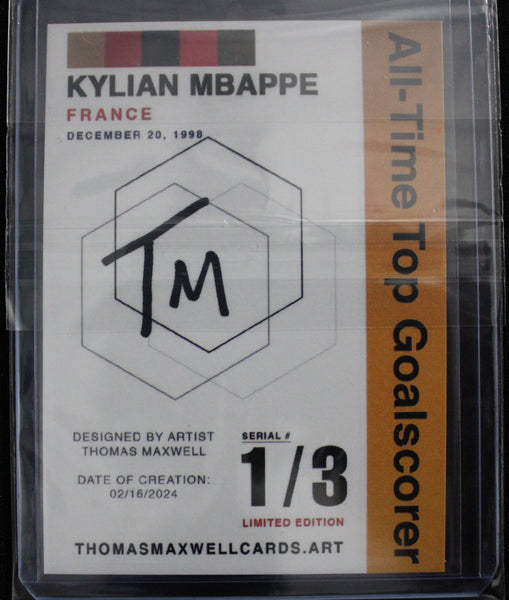 KYLIAN MBAPPE
FRANCE
DECEMBER 20, 1998
TM
DESIGNED BY ARTIST
THOMAS MAXWELL
DATE OF CREATION:
02/16/2024
SERIAL #
1/3
LIMITED EDITION
THOMASMAXWELLCARDS.ART
All-Time Top Goalscorer